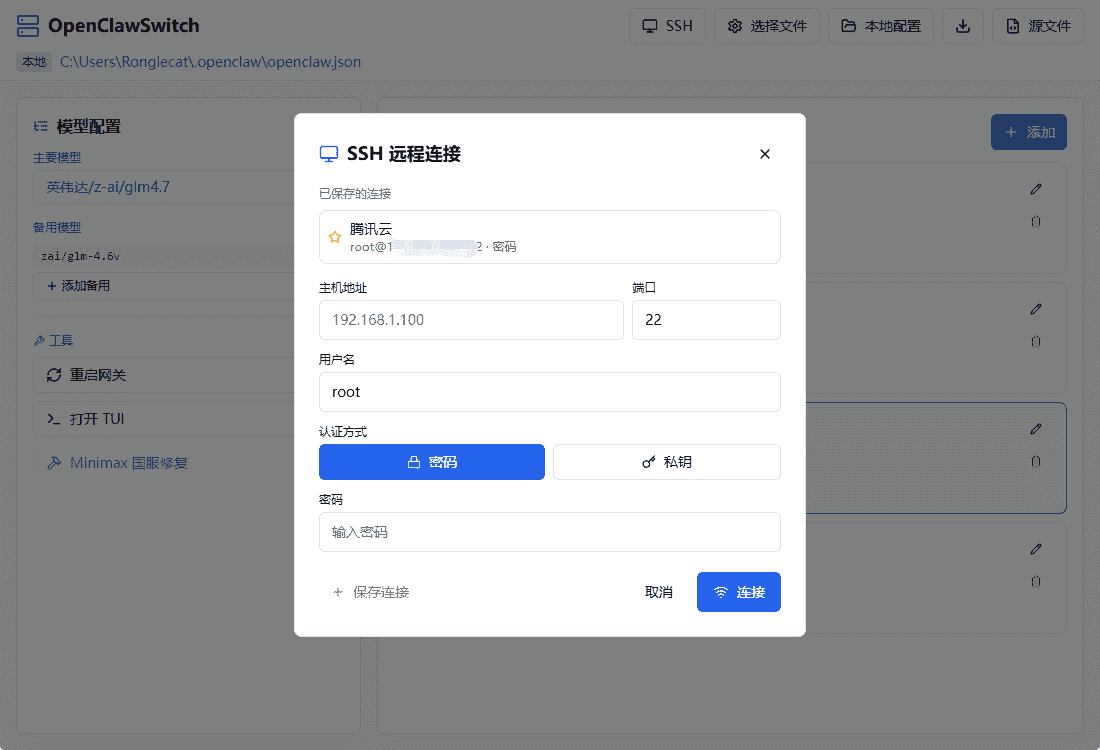 OpenClawSwitch
SSH
选择文件
本地配置
源文件
本地 C:\Users\Ronglecat\.openclaw\openclaw.json
模型配置
主要模型
英伟达/z-ai/glm4.7
备用模型
zai/glm-4.6v
+ 添加备用
工具
重启网关
打开 TUI
Minimax 国服修复
+ 添加
SSH 远程连接
已保存的连接
腾讯云
root@1 2 · 密码
主机地址
端口
192.168.1.100
22
用户名
root
认证方式
密码
私钥
密码
输入密码
+ 保存连接
取消
连接